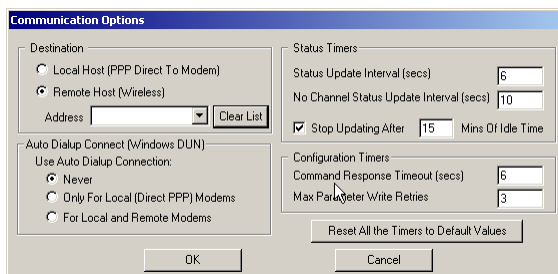 Communication Options
Destination
Local Host (PPP Direct To Modem)
Remote Host (Wireless)
Address
Clear List
Auto Dialup Connect (Windows DUN)
Use Auto Dialup Connection:
Never
Only For Local (Direct PPP) Modems
For Local and Remote Modems
Status Timers
Status Update Interval (secs) 6
No Channel Status Update Interval (secs) 10
Stop Updating After 15 Mins Of Idle Time
Configuration Timers
Command Response Timeout (secs) 6
Max Parameter Write Retries 3
Reset All the Timers to Default Values
OK
Cancel